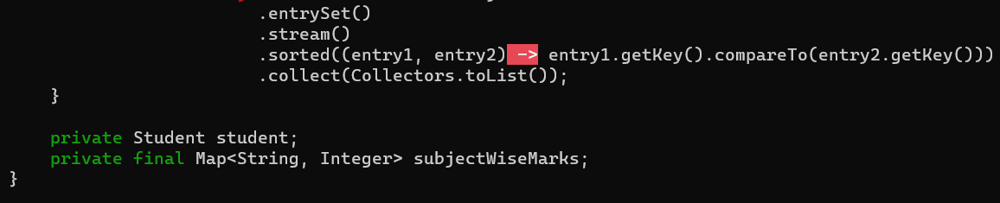 .entrySet()
.stream()
.sorted((entry1, entry2) -> entry1.getKey().compareTo(entry2.getKey()))
.collect(Collectors.toList());
}
private Student student;
private final Map<String, Integer> subjectWiseMarks;
}